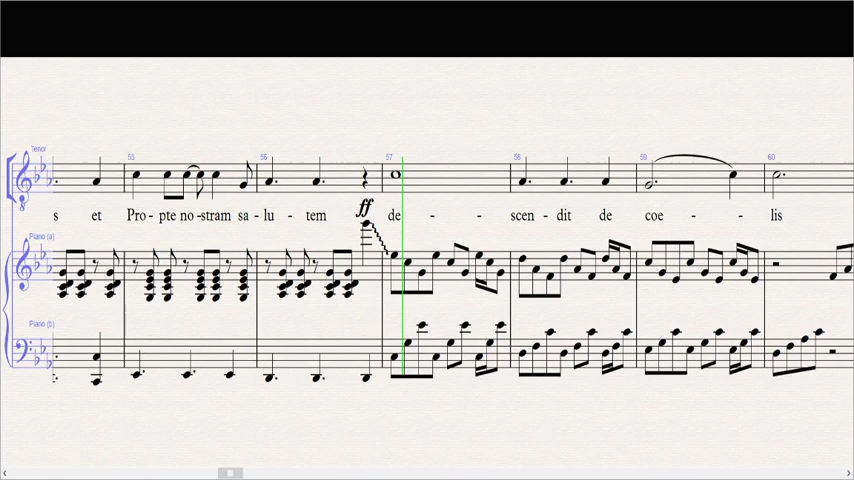 Tenor
55 56 57 58 59 60
8
s et Pro - pte no - stram sa - lu - tem de - - - scen - dit de coe - - - lis
ff
Piano (a)
Piano (b)